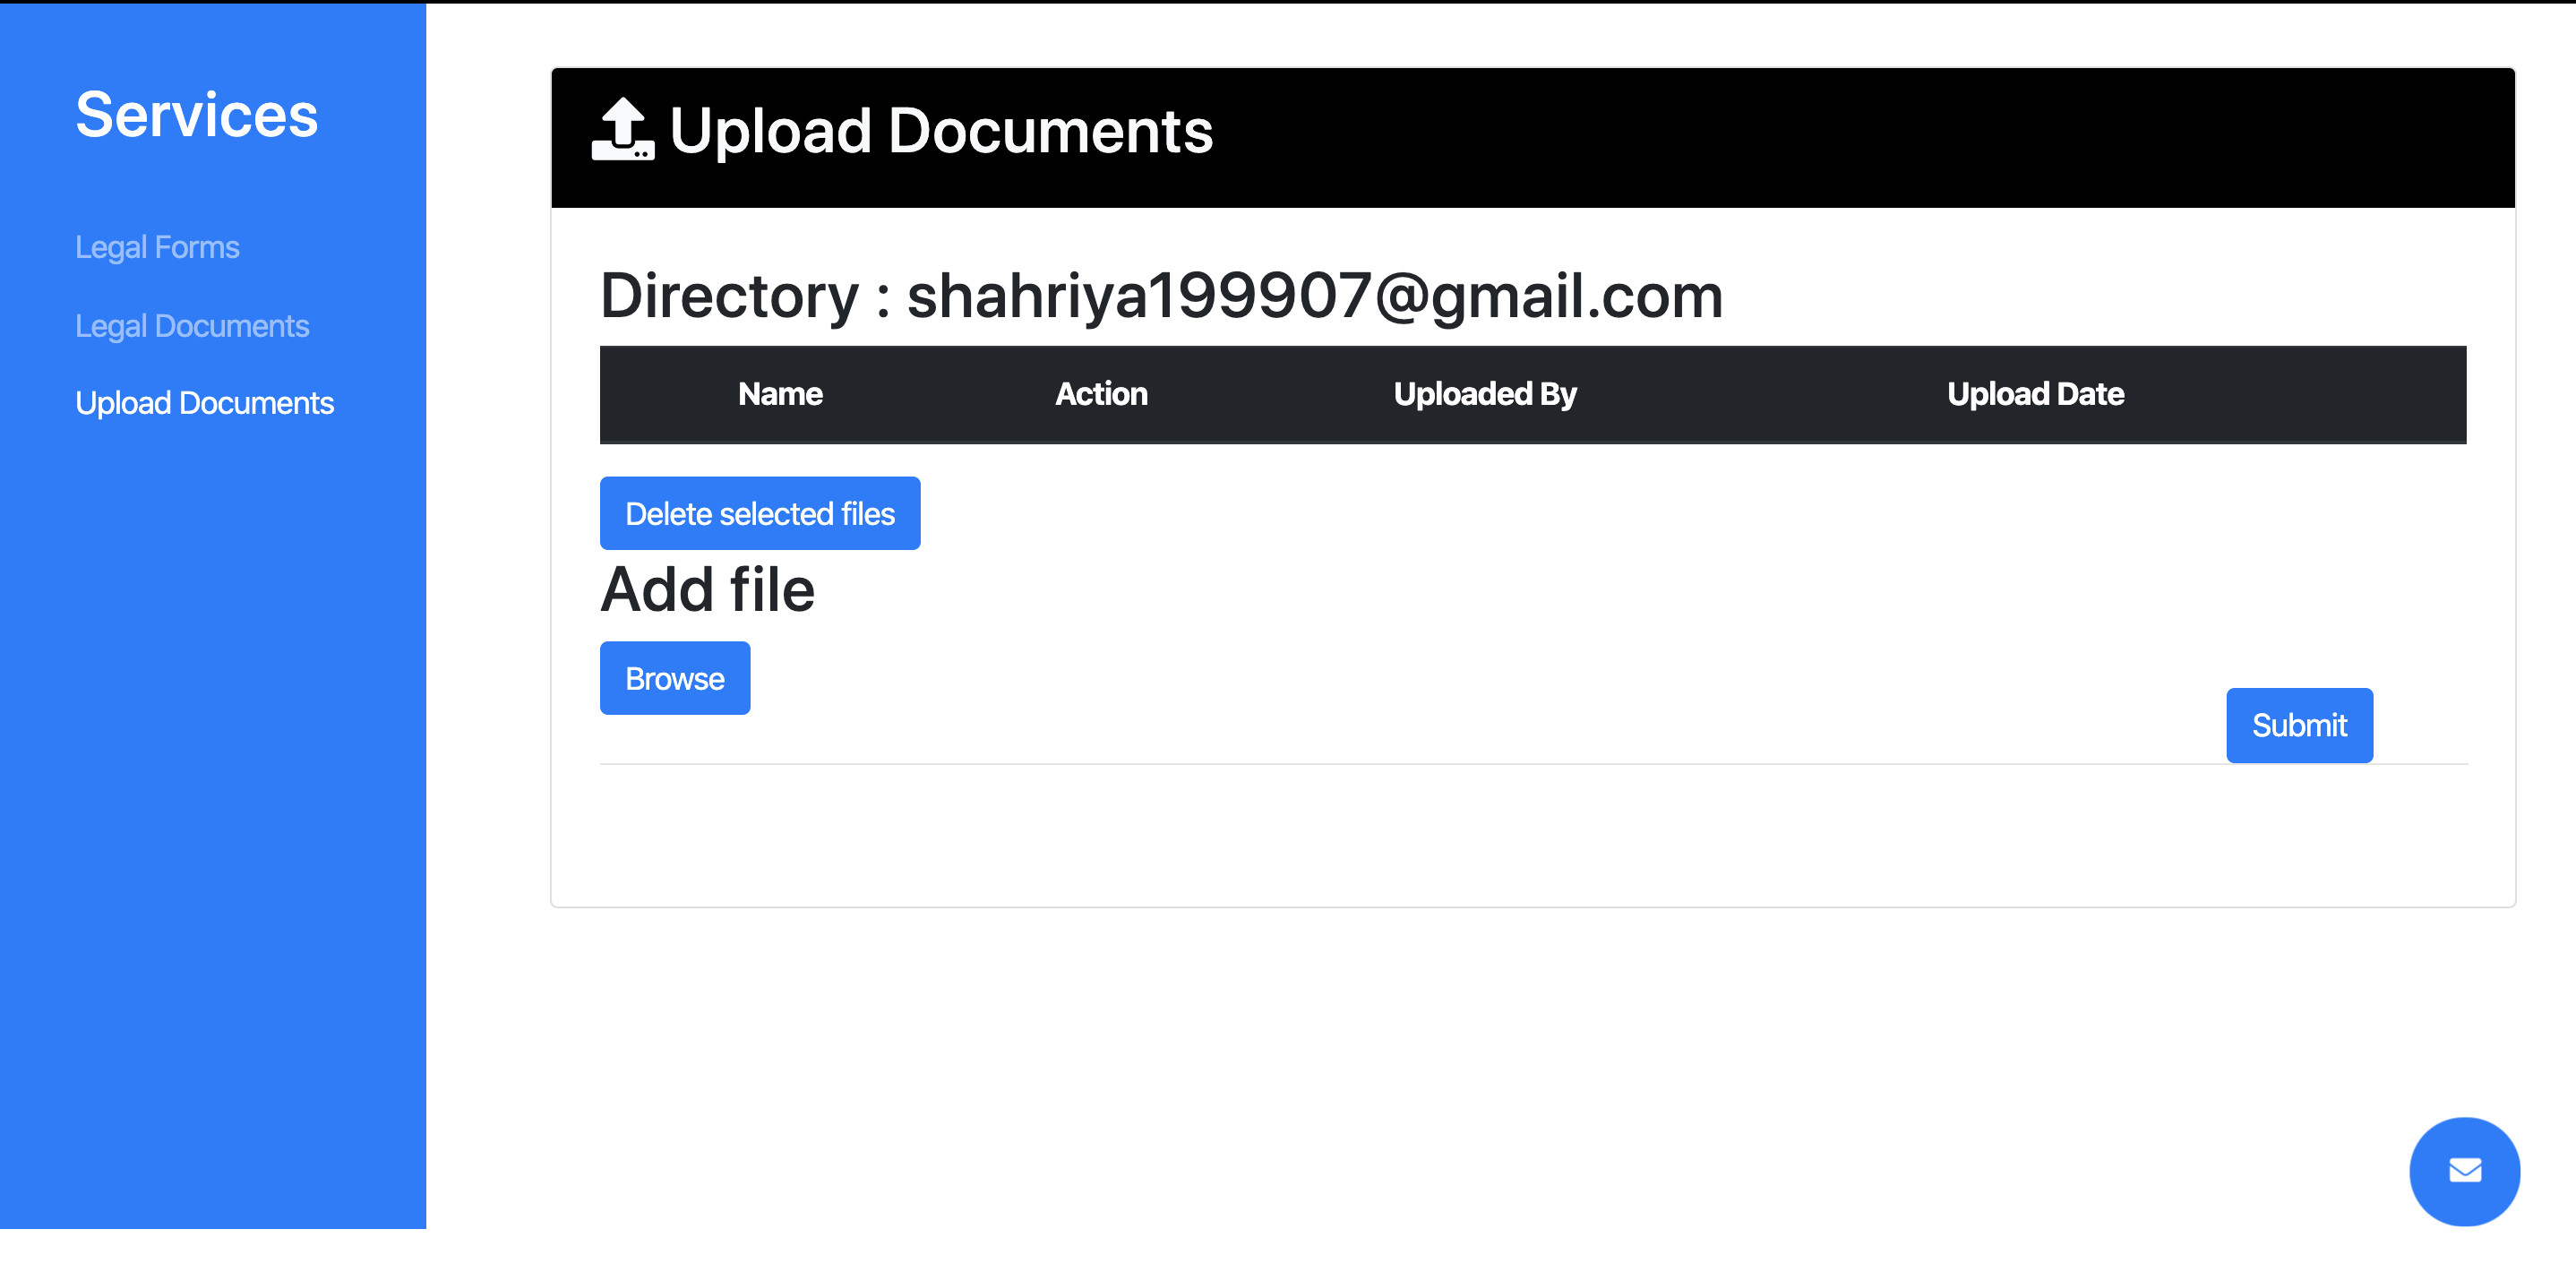 Services
Legal Forms
Legal Documents
Upload Documents
Upload Documents
Directory : shahriya199907@gmail.com
Name Action Uploaded By Upload Date
Delete selected files
Add file
Browse
Submit